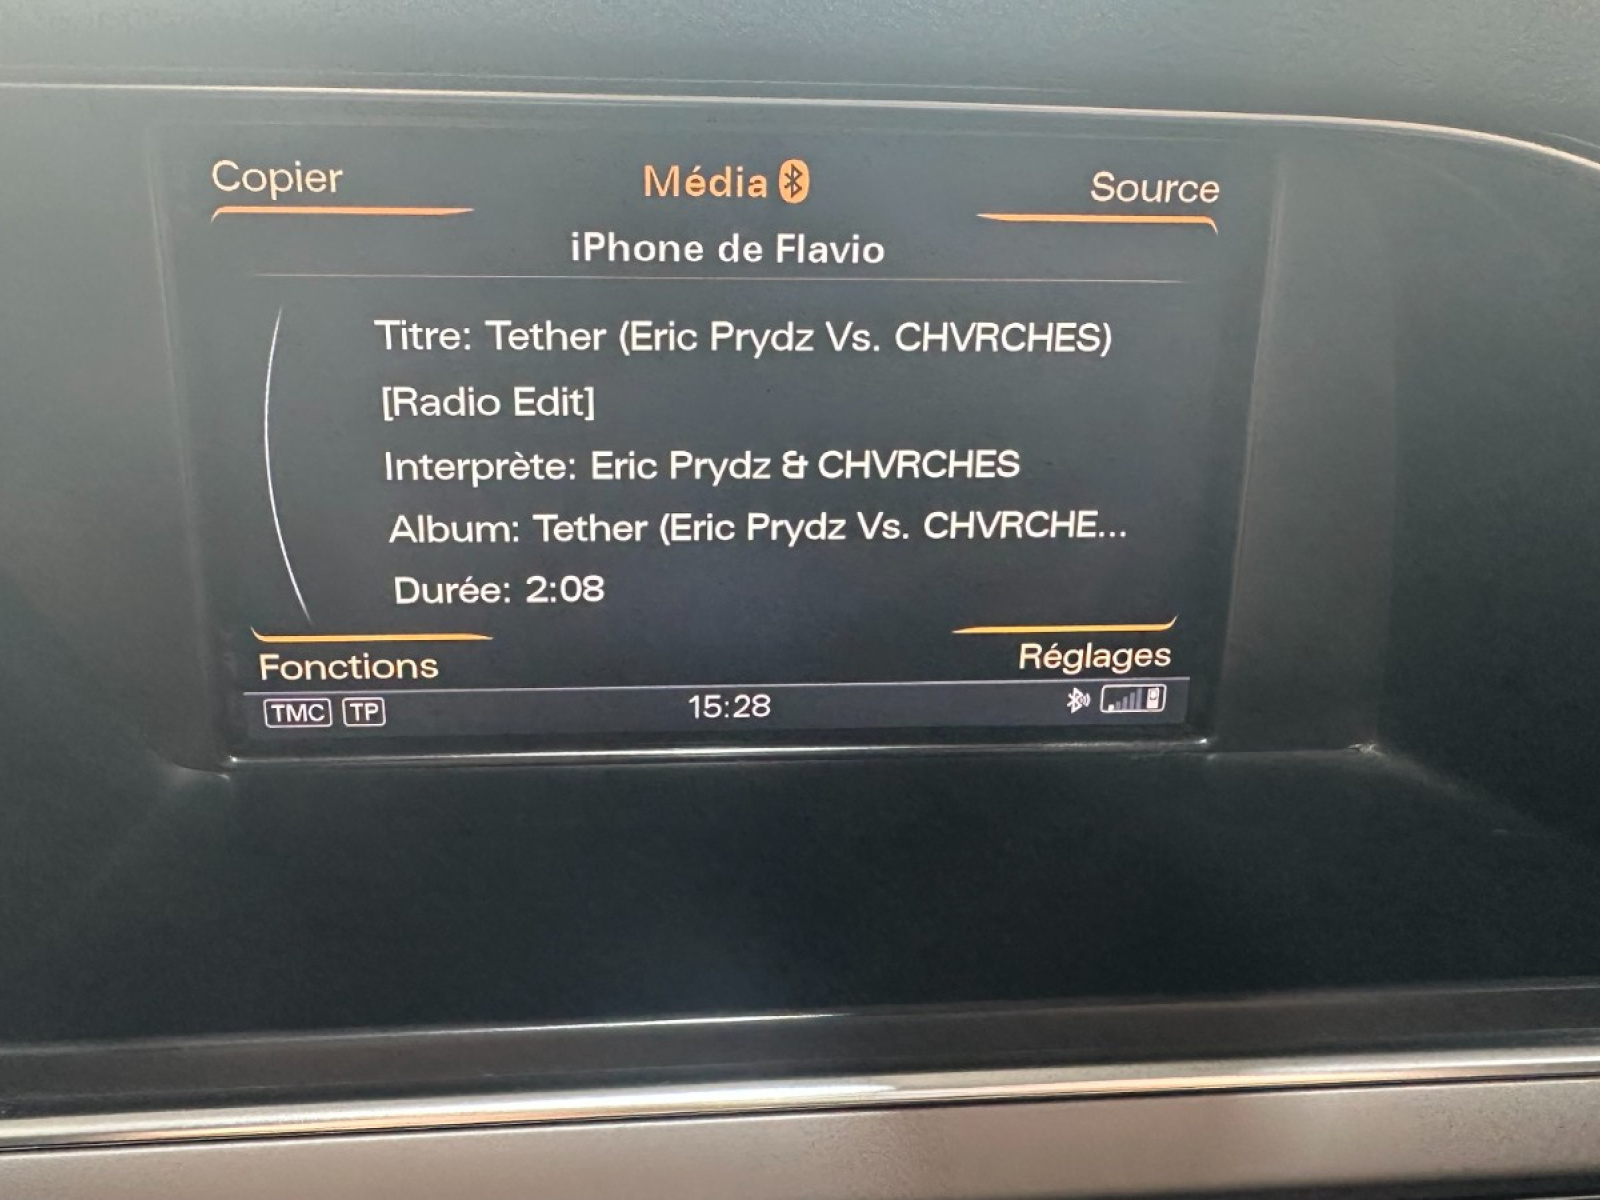 Copier
Média
Source
iPhone de Flavio
Titre: Tether (Eric Prydz Vs. CHVRCHES)
[Radio Edit]
Interprète: Eric Prydz & CHVRCHES
Album: Tether (Eric Prydz Vs. CHVRCHE...
Durée: 2:08
Fonctions
Réglages
TMC TP
15:28